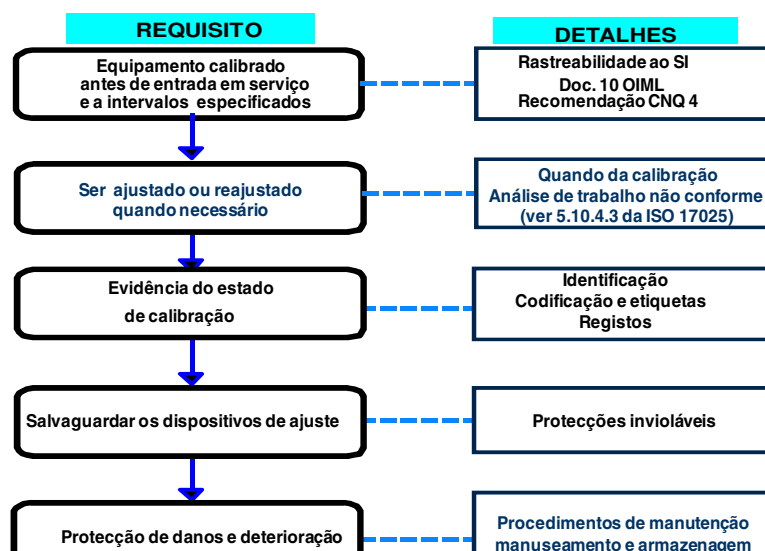 REQUISITO
DETALHES
Equipamento calibrado
antes de entrada em serviço
e a intervalos especificados
Rastreabilidade ao SI
Doc. 10 OIML
Recomendação CNQ 4
Ser ajustado ou reajustado
quando necessário
Quando da calibração
Análise de trabalho não conforme
(ver 5.10.4.3 da ISO 17025)
Evidência do estado
de calibração
Identificação
Codificação e etiquetas
Registos
Salvaguardar os dispositivos de ajuste
Protecções invioláveis
Protecção de danos e deterioração
Procedimentos de manutenção
manuseamento e armazenagem